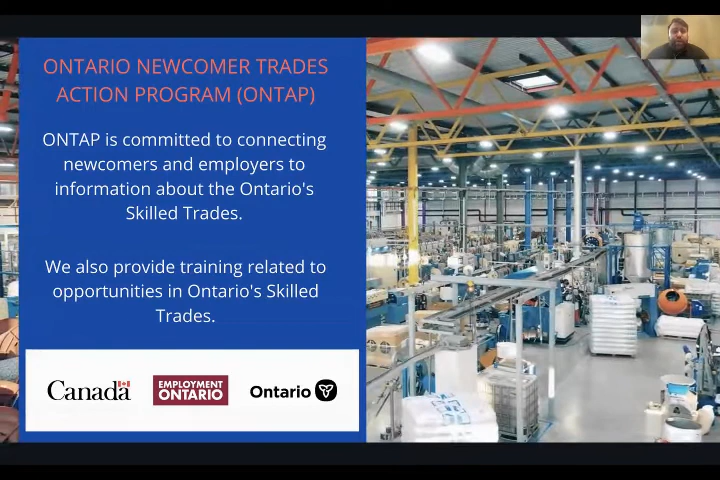 ONTARIO NEWCOMER TRADES
ACTION PROGRAM (ONTAP)
ONTAP is committed to connecting
newcomers and employers to
information about the Ontario's
Skilled Trades.
We also provide training related to
opportunities in Ontario's Skilled
Trades.
Canada
EMPLOYMENT
ONTARIO
Ontario